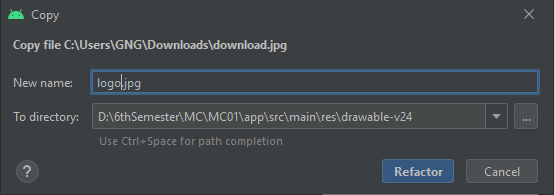 Copy
Copy file C:\Users\GNG\Downloads\download.jpg
New name: logo.jpg
To directory: D:\6thSemester\MC\MC01\app\src\main\res\drawable-v24 ...
Use Ctrl+Space for path completion
? Refactor Cancel